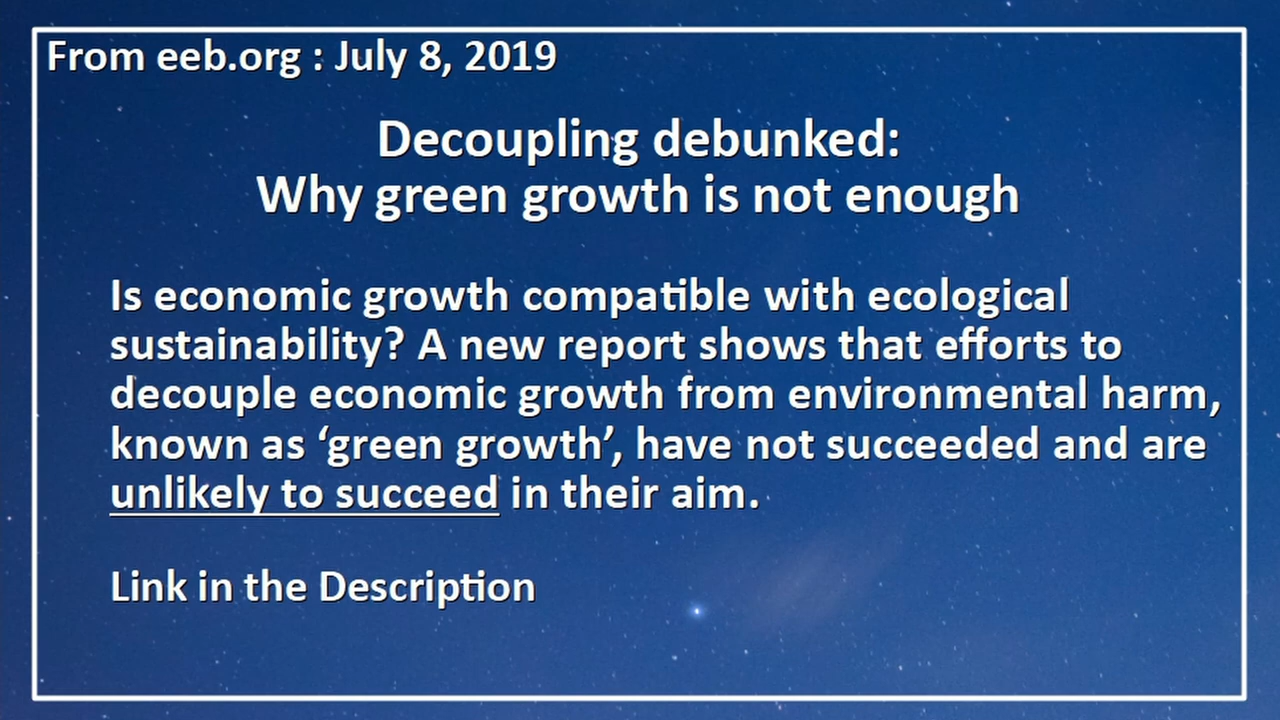 From eeb.org : July 8, 2019
Decoupling debunked:
Why green growth is not enough
Is economic growth compatible with ecological
sustainability? A new report shows that efforts to
decouple economic growth from environmental harm,
known as ‘green growth’, have not succeeded and are
unlikely to succeed in their aim.
Link in the Description